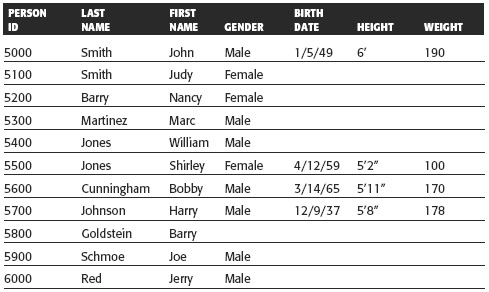 PERSON LAST FIRST BIRTH
ID NAME NAME GENDER DATE HEIGHT WEIGHT
5000 Smith John Male 1/5/49 6′ 190
5100 Smith Judy Female
5200 Barry Nancy Female
5300 Martinez Marc Male
5400 Jones William Male
5500 Jones Shirley Female 4/12/59 5′2″ 100
5600 Cunningham Bobby Male 3/14/65 5′11″ 170
5700 Johnson Harry Male 12/9/37 5′8″ 178
5800 Goldstein Barry
5900 Schmoe Joe Male
6000 Red Jerry Male